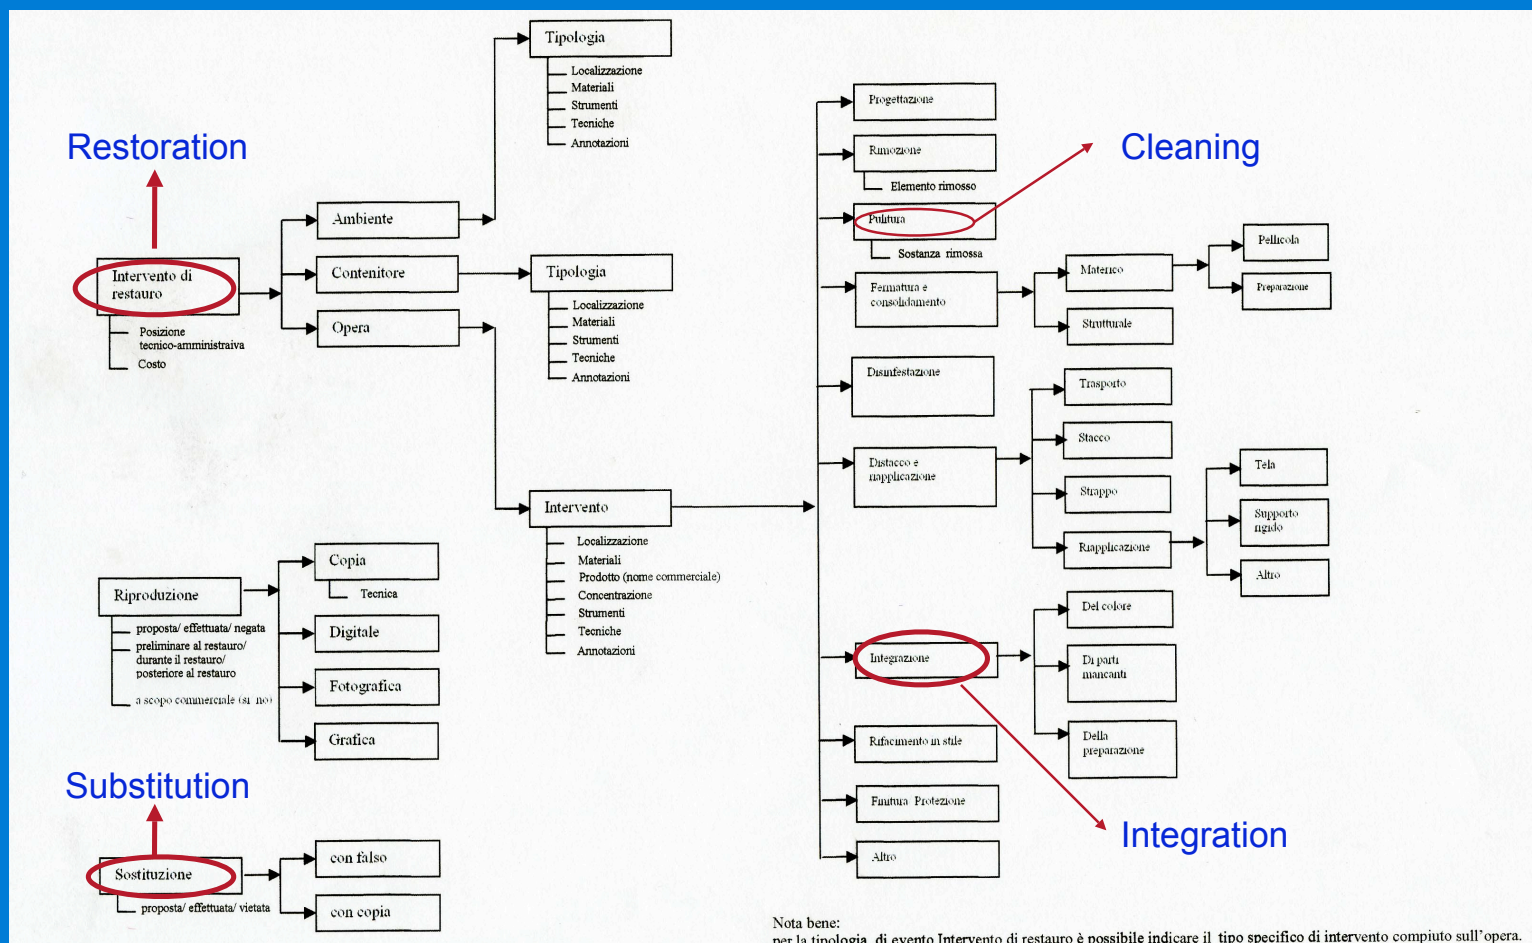 Restoration
Intervento di
restauro
Posizione
tecnico-amministraiva
Costo
Ambiente
Contenitore
Opera
Tipologia
Localizzazione
Materiali
Strumenti
Tecniche
Annotazioni
Tipologia
Localizzazione
Materiali
Strumenti
Tecniche
Annotazioni
Intervento
Localizzazione
Materiali
Prodotto (nome commerciale)
Concentrazione
Strumenti
Tecniche
Annotazioni
Progettazione
Rimozione
Elemento rimosso
Pulitura
Sostanza rimossa
Cleaning
Fermatura e
consolidamento
Materico
Pellicola
Preparazione
Strutturale
Disinfestazione
Distacco e
riapplicazione
Trasporto
Stacco
Strappo
Riapplicazione
Tela
Supporto
rigido
Altro
Integrazione
Del colore
Di parti
mancanti
Della
preparazione
Integration
Rifacimento in stile
Finitura Protezione
Altro
Riproduzione
proposta/ effettuata/ negata
preliminare al restauro/
durante il restauro/
posteriore al restauro
a scopo commerciale (si no)
Copia
Tecnica
Digitale
Fotografica
Grafica
Substitution
Sostituzione
proposta/ effettuata/ vietata
con falso
con copia
Nota bene:
per la tipologia di evento Intervento di restauro è possibile indicare il tipo specifico di intervento compiuto sull'opera.